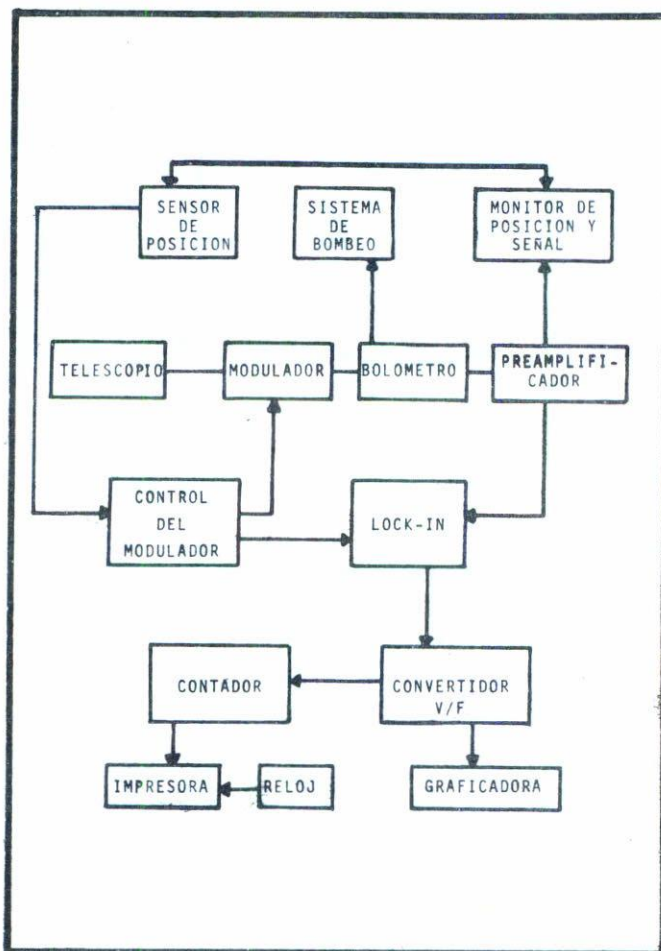 SENSOR
DE
POSICION
SISTEMA
DE
BOMBEO
MONITOR DE
POSICION Y
SEÑAL
TELESCOPIO
MODULADOR
BOLOMETRO
PREAMPLIFI-
CADOR
CONTROL
DEL
MODULADOR
LOCK-IN
CONTADOR
CONVERTIDOR
V/F
IMPRESORA
RELOJ
GRAFICADORA